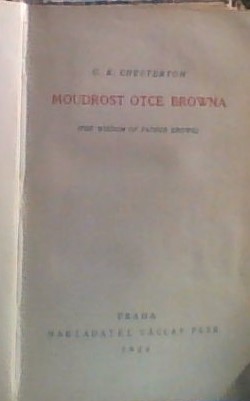 G. K. CHESTERTON
MOUDROST OTCE BROWNA
(THE WISDOM OF FATHER BROWN)
PRAHA
NAKLADATEL VÁCLAV PETR